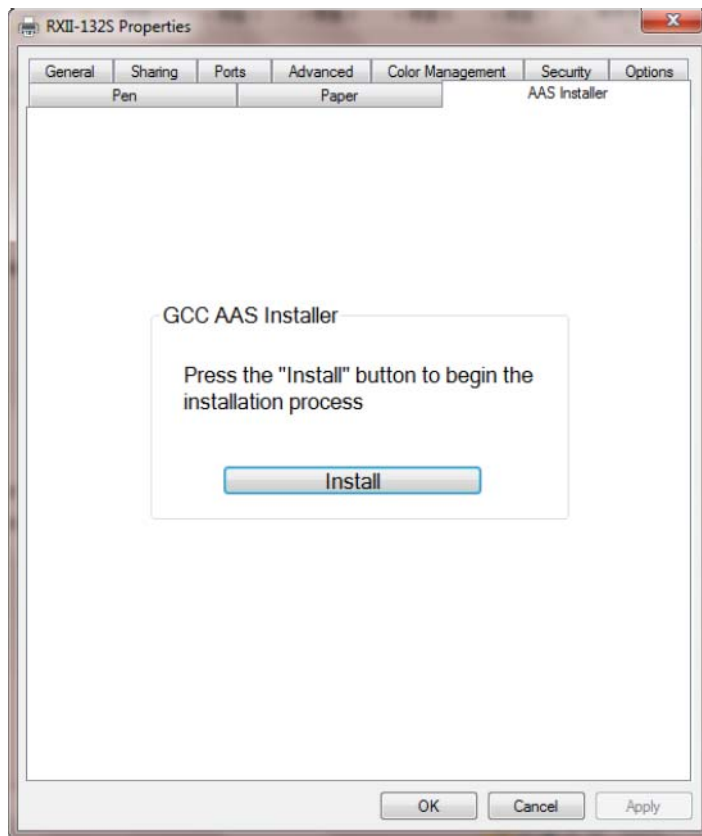 RXII-132S Properties
General Sharing Ports Advanced Color Management Security Options
Pen Paper AAS Installer
GCC AAS Installer
Press the "Install" button to begin the
installation process
Install
OK Cancel Apply